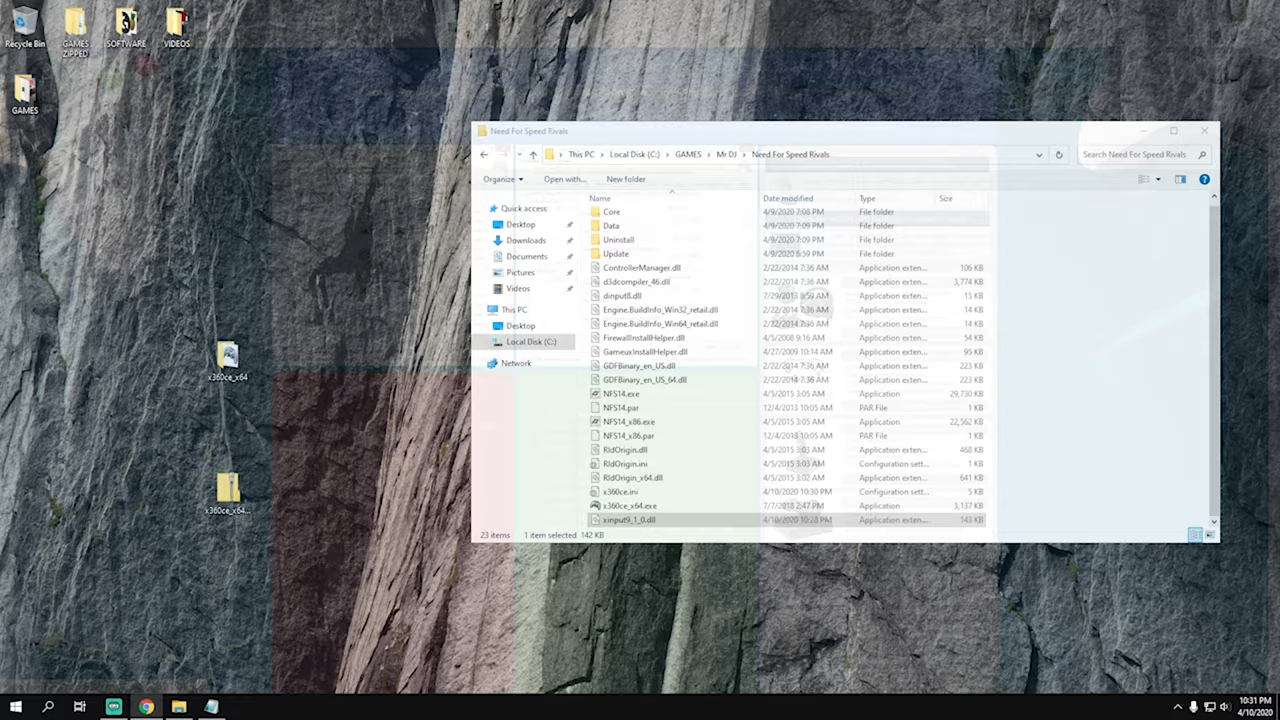 Recycle Bin
GAMES ZIPPED
SOFTWARE
VIDEOS
GAMES
x360ce_x64
x360ce_x64...
Need For Speed Rivals
This PC > Local Disk (C:) > GAMES > Mr DJ > Need For Speed Rivals
Search Need For Speed Rivals
Organize
Open with...
New folder
Quick access
Desktop
Downloads
Documents
Pictures
Videos
This PC
Desktop
Local Disk (C:)
Network
Name Date modified Type Size
Core 4/9/2020 7:08 PM File folder
Data 4/9/2020 7:09 PM File folder
Uninstall 4/9/2020 7:09 PM File folder
Update 4/9/2020 6:59 PM File folder
ControllerManager.dll 2/22/2014 7:36 AM Application exten... 106 KB
d3dcompiler_46.dll 2/22/2014 7:36 AM Application exten... 3,774 KB
dinput8.dll 7/29/2013 8:59 AM Application exten... 15 KB
Engine.BuildInfo_Win32_retail.dll 2/22/2014 7:36 AM Application exten... 14 KB
Engine.BuildInfo_Win64_retail.dll 2/22/2014 7:36 AM Application exten... 14 KB
FirewallInstallHelper.dll 4/5/2008 9:16 AM Application exten... 54 KB
GameuxInstallHelper.dll 4/27/2009 10:14 AM Application exten... 95 KB
GDFBinary_en_US.dll 2/22/2014 7:36 AM Application exten... 223 KB
GDFBinary_en_US_64.dll 2/22/2014 7:36 AM Application exten... 223 KB
NFS14.exe 4/5/2015 3:05 AM Application 29,730 KB
NFS14.par 12/4/2013 10:05 AM PAR File 1 KB
NFS14_x86.exe 4/5/2015 3:05 AM Application 22,562 KB
NFS14_x86.par 12/4/2013 10:05 AM PAR File 1 KB
RldOrigin.dll 4/5/2015 3:03 AM Application exten... 468 KB
RldOrigin.ini 4/5/2015 3:03 AM Configuration sett... 1 KB
RldOrigin_x64.dll 4/5/2015 3:02 AM Application exten... 641 KB
x360ce.ini 4/10/2020 10:30 PM Configuration sett... 5 KB
x360ce_x64.exe 7/7/2018 2:47 PM Application 3,137 KB
xinput9_1_0.dll 4/10/2020 10:28 PM Application exten... 143 KB
23 items 1 item selected 142 KB
10:31 PM
4/10/2020